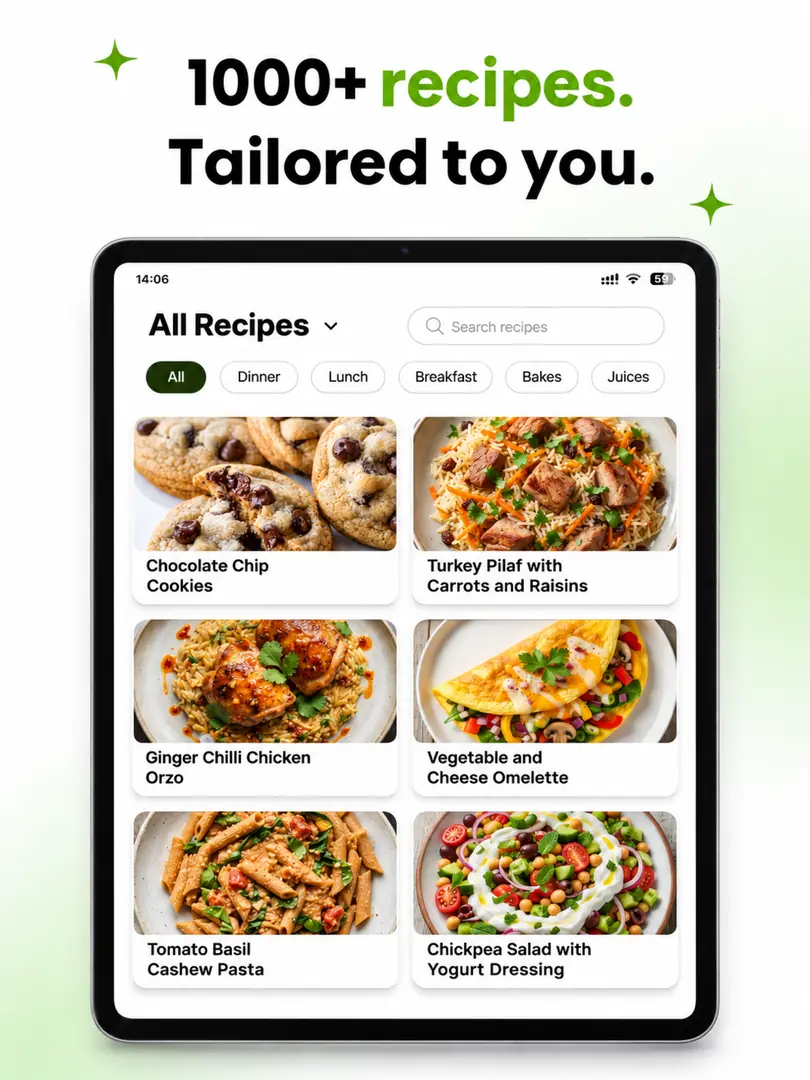 1000+ recipes.
Tailored to you.
14:06
59
All Recipes
Search recipes
All
Dinner
Lunch
Breakfast
Bakes
Juices
Chocolate Chip
Cookies
Turkey Pilaf with
Carrots and Raisins
Ginger Chilli Chicken
Orzo
Vegetable and
Cheese Omelette
Tomato Basil
Cashew Pasta
Chickpea Salad with
Yogurt Dressing